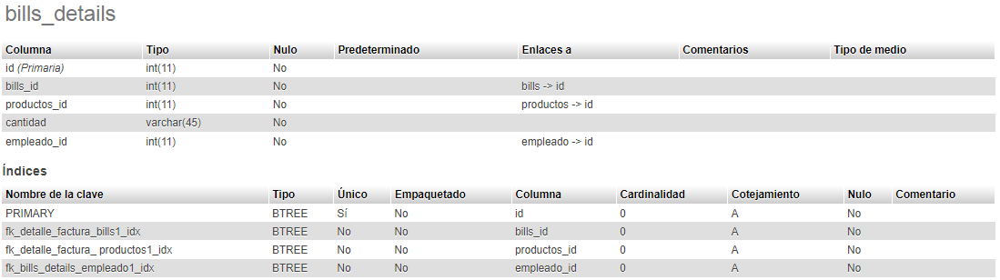 bills_details
Columna Tipo Nulo Predeterminado Enlaces a Comentarios Tipo de medio
id (Primaria) int(11) No
bills_id int(11) No bills -> id
productos_id int(11) No productos -> id
cantidad varchar(45) No
empleado_id int(11) No empleado -> id
Índices
Nombre de la clave Tipo Único Empaquetado Columna Cardinalidad Cotejamiento Nulo Comentario
PRIMARY BTREE Sí No id 0 A No
fk_detalle_factura_bills1_idx BTREE No No bills_id 0 A No
fk_detalle_factura_ productos1_idx BTREE No No productos_id 0 A No
fk_bills_details_empleado1_idx BTREE No No empleado_id 0 A No